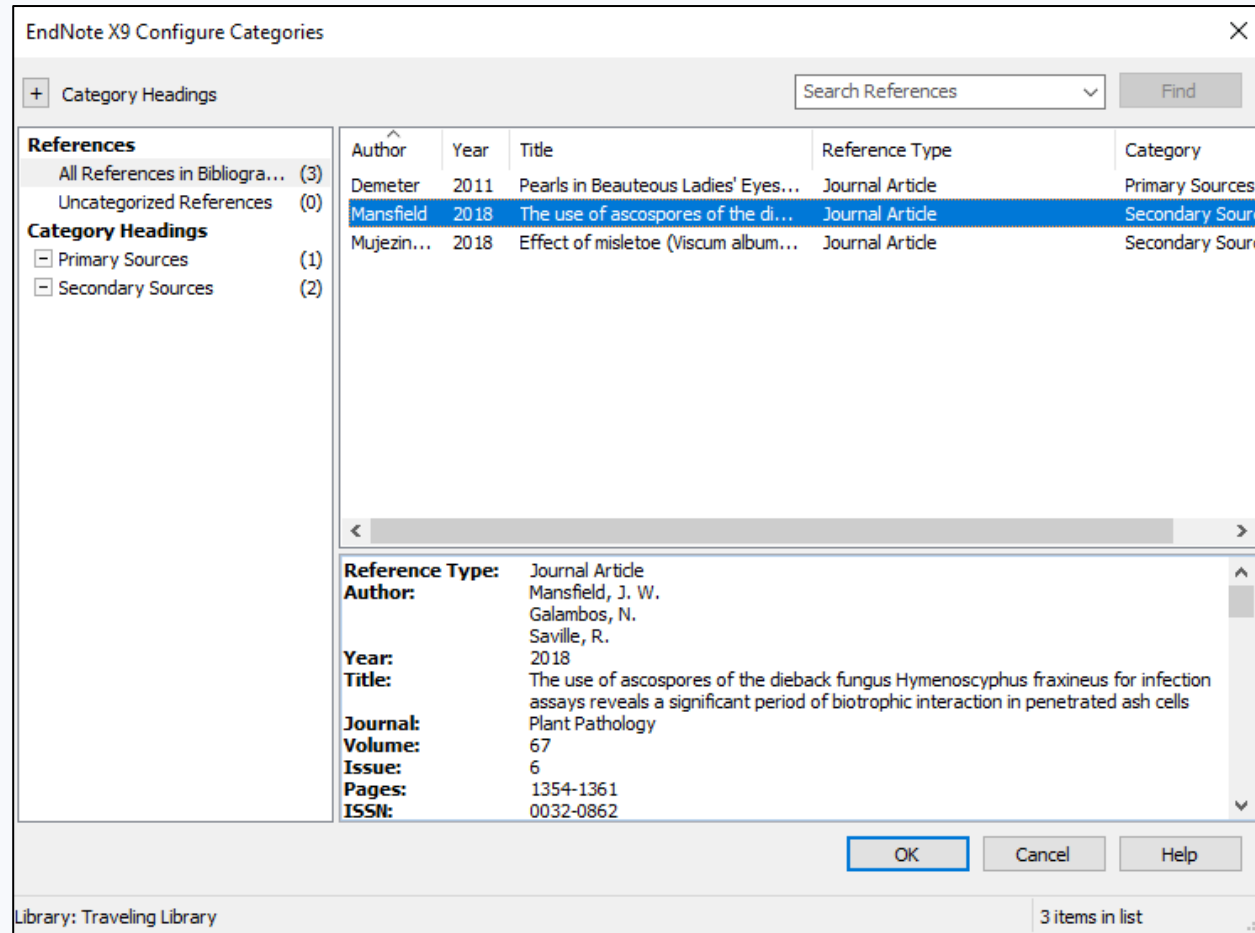 EndNote X9 Configure Categories
+ Category Headings
Search References
Find
References
All References in Bibliogra... (3)
Uncategorized References (0)
Category Headings
Primary Sources (1)
Secondary Sources (2)
Author Year Title Reference Type Category
Demeter 2011 Pearls in Beauteous Ladies' Eyes... Journal Article Primary Sources
Mansfield 2018 The use of ascospores of the di... Journal Article Secondary Sour
Mujezin... 2018 Effect of misletoe (Viscum album... Journal Article Secondary Sour
Reference Type: Journal Article
Author: Mansfield, J. W.
Galambos, N.
Saville, R.
Year: 2018
Title: The use of ascospores of the dieback fungus Hymenoscyphus fraxineus for infection
assays reveals a significant period of biotrophic interaction in penetrated ash cells
Journal: Plant Pathology
Volume: 67
Issue: 6
Pages: 1354-1361
ISSN: 0032-0862
OK Cancel Help
Library: Traveling Library 3 items in list